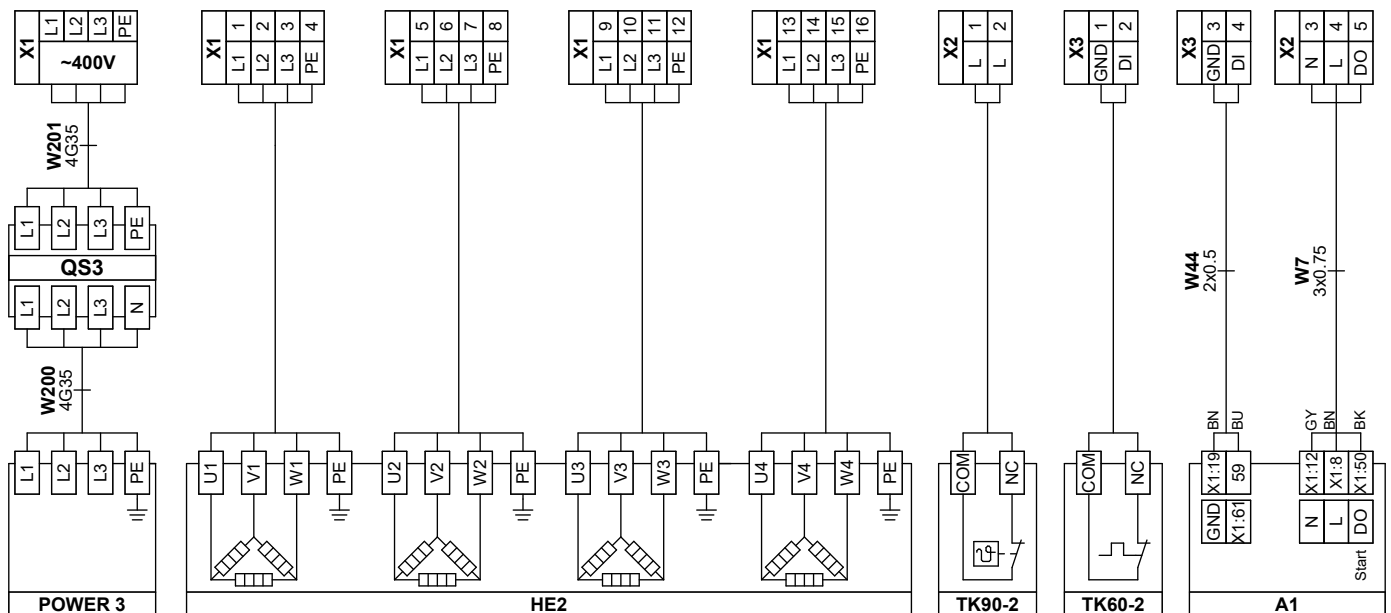 X1 L1 L2 L3 PE
~400V
X1 1 2 3 4
L1 L2 L3 PE
X1 5 6 7 8
L1 L2 L3 PE
X1 9 10 11 12
L1 L2 L3 PE
X1 13 14 15 16
L1 L2 L3 PE
X2 1 2
L L
X3 1 2
GND DI
X3 3 4
GND DI
X2 3 4 5
N L DO
W201
4G35
L1 L2 L3 PE
QS3
L1 L2 L3 N
W200
4G35
W44
2x0.5
W7
3x0.75
BN BU
GY BN BK
L1 L2 L3 PE
U1 V1 W1 PE
U2 V2 W2 PE
U3 V3 W3 PE
U4 V4 W4 PE
COM NC
COM NC
X1:19 59
GND X1:61
X1:12 X1:8 X1:50
N L DO
Start
ϑ
POWER 3
HE2
TK90-2
TK60-2
A1